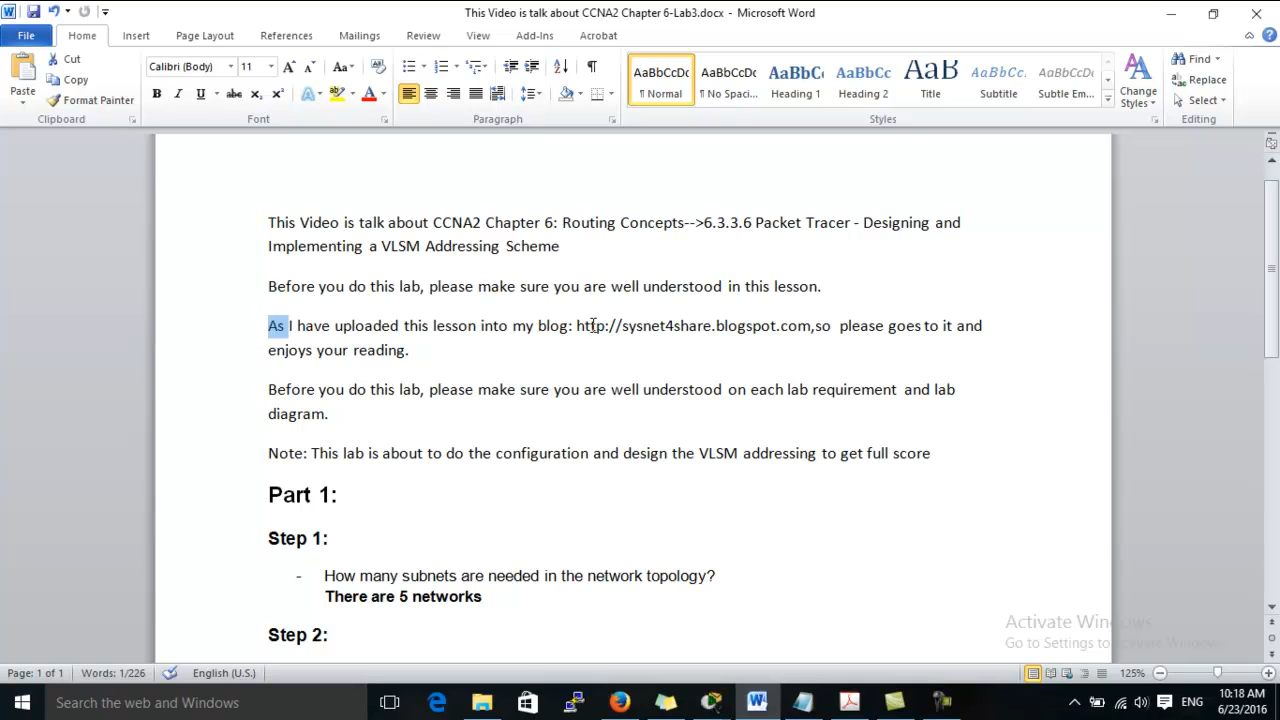 This Video is talk about CCNA2 Chapter 6-Lab3.docx - Microsoft Word
File Home Insert Page Layout References Mailings Review View Add-Ins Acrobat
Paste
Cut
Copy
Format Painter
Clipboard
Calibri (Body) 11
Font
Paragraph
AaBbCcDc AaBbCcDc AaBbC AaBbCc AaB AaBbCc. AaBbCcDc
¶ Normal ¶ No Spaci... Heading 1 Heading 2 Title Subtitle Subtle Em...
Styles
Change
Styles
Find
Replace
Select
Editing
This Video is talk about CCNA2 Chapter 6: Routing Concepts-->6.3.3.6 Packet Tracer - Designing and
Implementing a VLSM Addressing Scheme
Before you do this lab, please make sure you are well understood in this lesson.
As I have uploaded this lesson into my blog: http://sysnet4share.blogspot.com,so please goes to it and
enjoys your reading.
Before you do this lab, please make sure you are well understood on each lab requirement and lab
diagram.
Note: This lab is about to do the configuration and design the VLSM addressing to get full score
Part 1:
Step 1:
- How many subnets are needed in the network topology?
There are 5 networks
Step 2:
Activate Windows
Go to Settings to activate Windows.
Page: 1 of 1 Words: 1/226 English (U.S.) 125%
Search the web and Windows
ENG
10:18 AM
6/23/2016